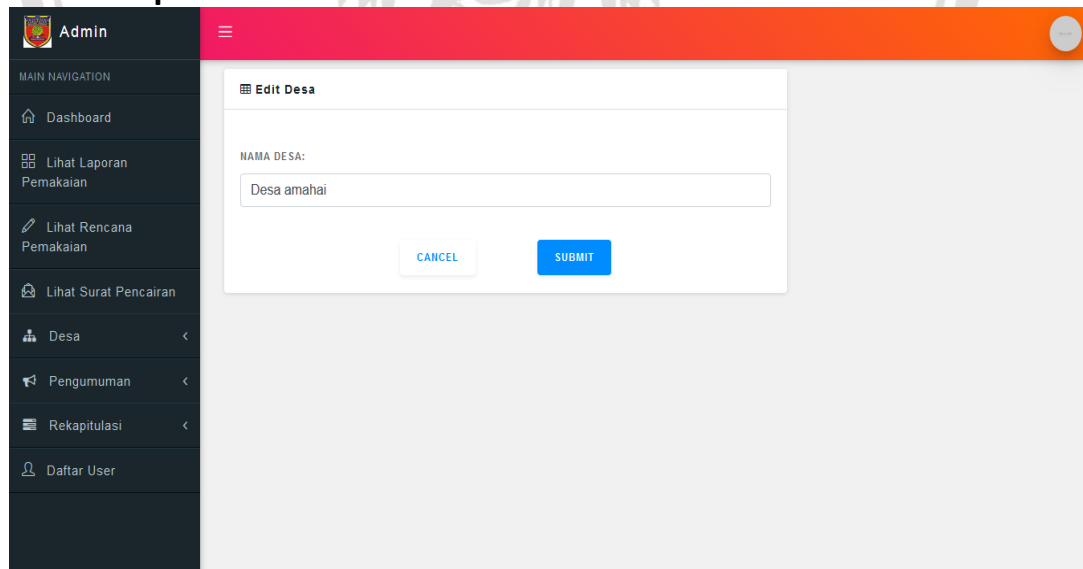 Admin
MAIN NAVIGATION
Dashboard
Lihat Laporan
Pemakaian
Lihat Rencana
Pemakaian
Lihat Surat Pencairan
Desa
Pengumuman
Rekapitulasi
Daftar User
Edit Desa
NAMA DESA:
Desa amahai
CANCEL
SUBMIT